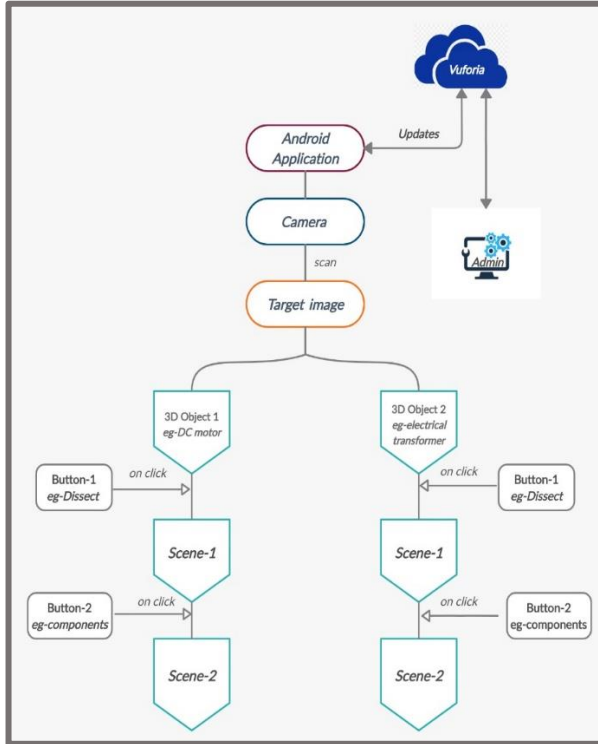 Vuforia
Updates
Android
Application
Camera
scan
Admin
Target image
3D Object 1
eg-DC motor
3D Object 2
eg-electrical
transformer
Button-1
eg-Dissect
on click
on click
Button-1
eg-Dissect
Scene-1
Scene-1
Button-2
eg-components
on click
on click
Button-2
eg-components
Scene-2
Scene-2